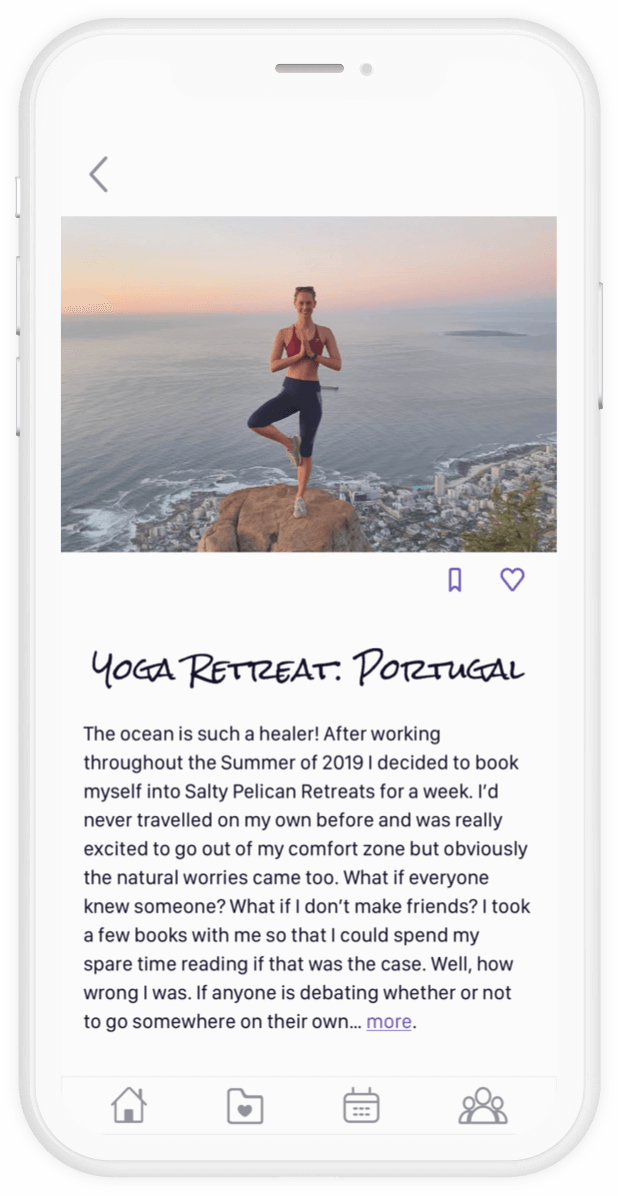 Yoga Retreat: Portugal
The ocean is such a healer! After working
throughout the Summer of 2019 I decided to book
myself into Salty Pelican Retreats for a week. I’d
never travelled on my own before and was really
excited to go out of my comfort zone but obviously
the natural worries came too. What if everyone
knew someone? What if I don’t make friends? I took
a few books with me so that I could spend my
spare time reading if that was the case. Well, how
wrong I was. If anyone is debating whether or not
to go somewhere on their own... more.